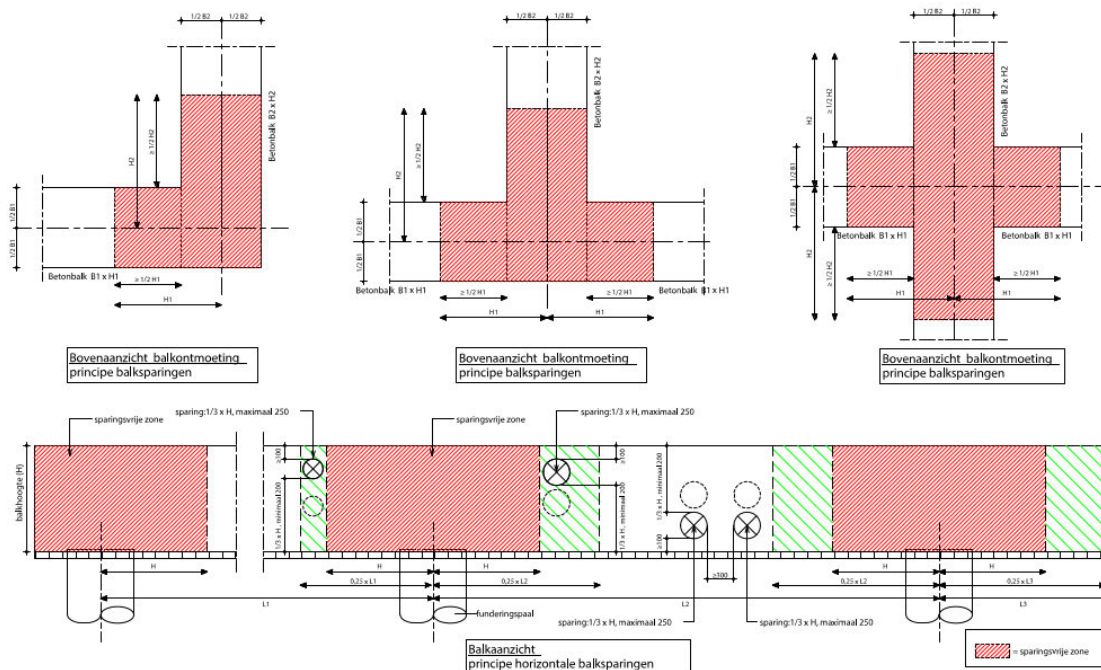 1/2 B2
1/2 B2
Betonbalk B2 x H2
H2
≥ 1/2 H2
1/2 B1
1/2 B1
Betonbalk B1 x H1
≥ 1/2 H1
H1
Bovenaanzicht balkontmoeting
principe balksparingen
1/2 B2
1/2 B2
Betonbalk B2 x H2
H2
≥ 1/2 H2
1/2 B1
1/2 B1
Betonbalk B1 x H1
Betonbalk B1 x H1
≥ 1/2 H1
≥ 1/2 H1
H1
H1
Bovenaanzicht balkontmoeting
principe balksparingen
1/2 B2
1/2 B2
Betonbalk B2 x H2
H2
≥ 1/2 H2
1/2 B1
1/2 B1
Betonbalk B1 x H1
Betonbalk B1 x H1
H2
≥ 1/2 H2
≥ 1/2 H1
≥ 1/2 H1
H1
H1
Bovenaanzicht balkontmoeting
principe balksparingen
sparingsvrije zone
sparing:1/3 x H, maximaal 250
sparingsvrije zone
sparing:1/3 x H, maximaal 250
balkhoogte (H)
≥100
1/3 x H, minimaal 200
≥100
1/3 x H, minimaal 200
1/3 x H, minimaal 200
≥100
≥300
H
H
H
H
H
0,25 x L1
0,25 x L2
0,25 x L2
0,25 x L3
L1
L2
L3
funderingspaal
sparing:1/3 x H, maximaal 250
sparing:1/3 x H, maximaal 250
Balkaanzicht
principe horizontale balksparingen
= sparingsvrije zone